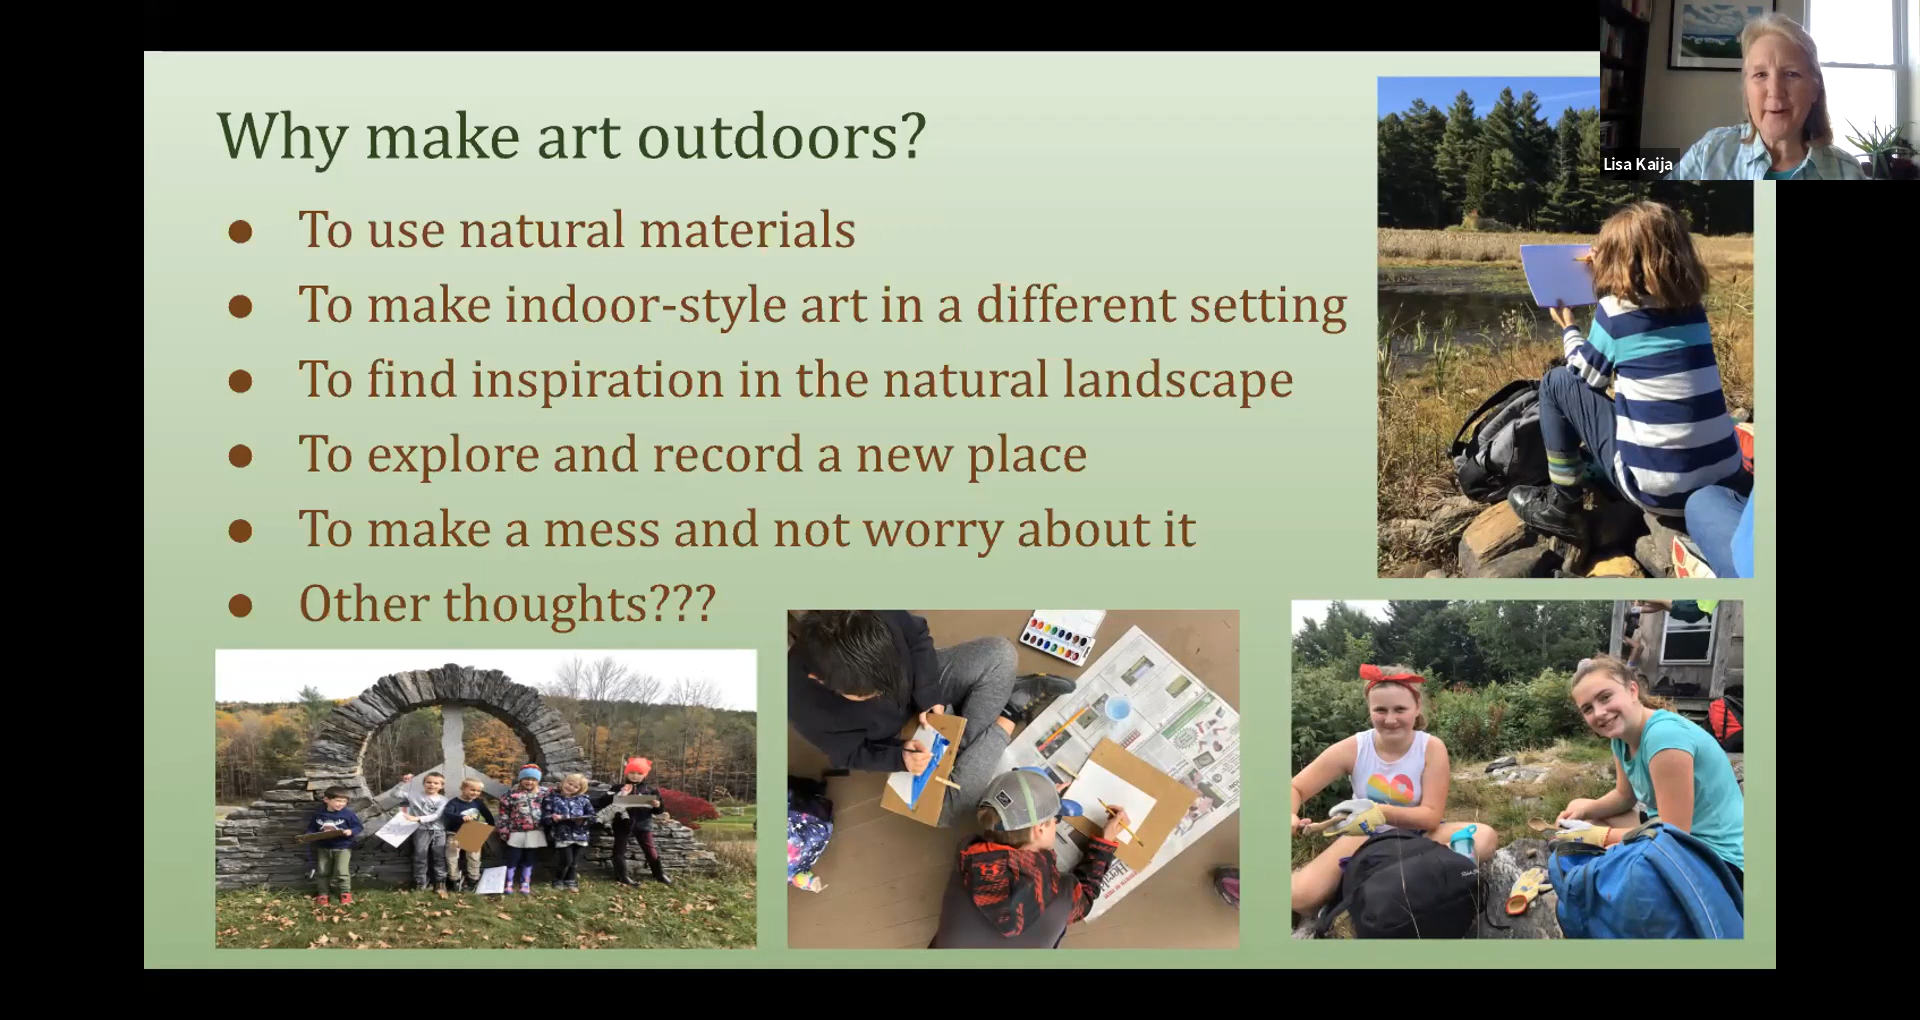 Why make art outdoors?
● To use natural materials
● To make indoor-style art in a different setting
● To find inspiration in the natural landscape
● To explore and record a new place
● To make a mess and not worry about it
● Other thoughts???
Lisa Kaija